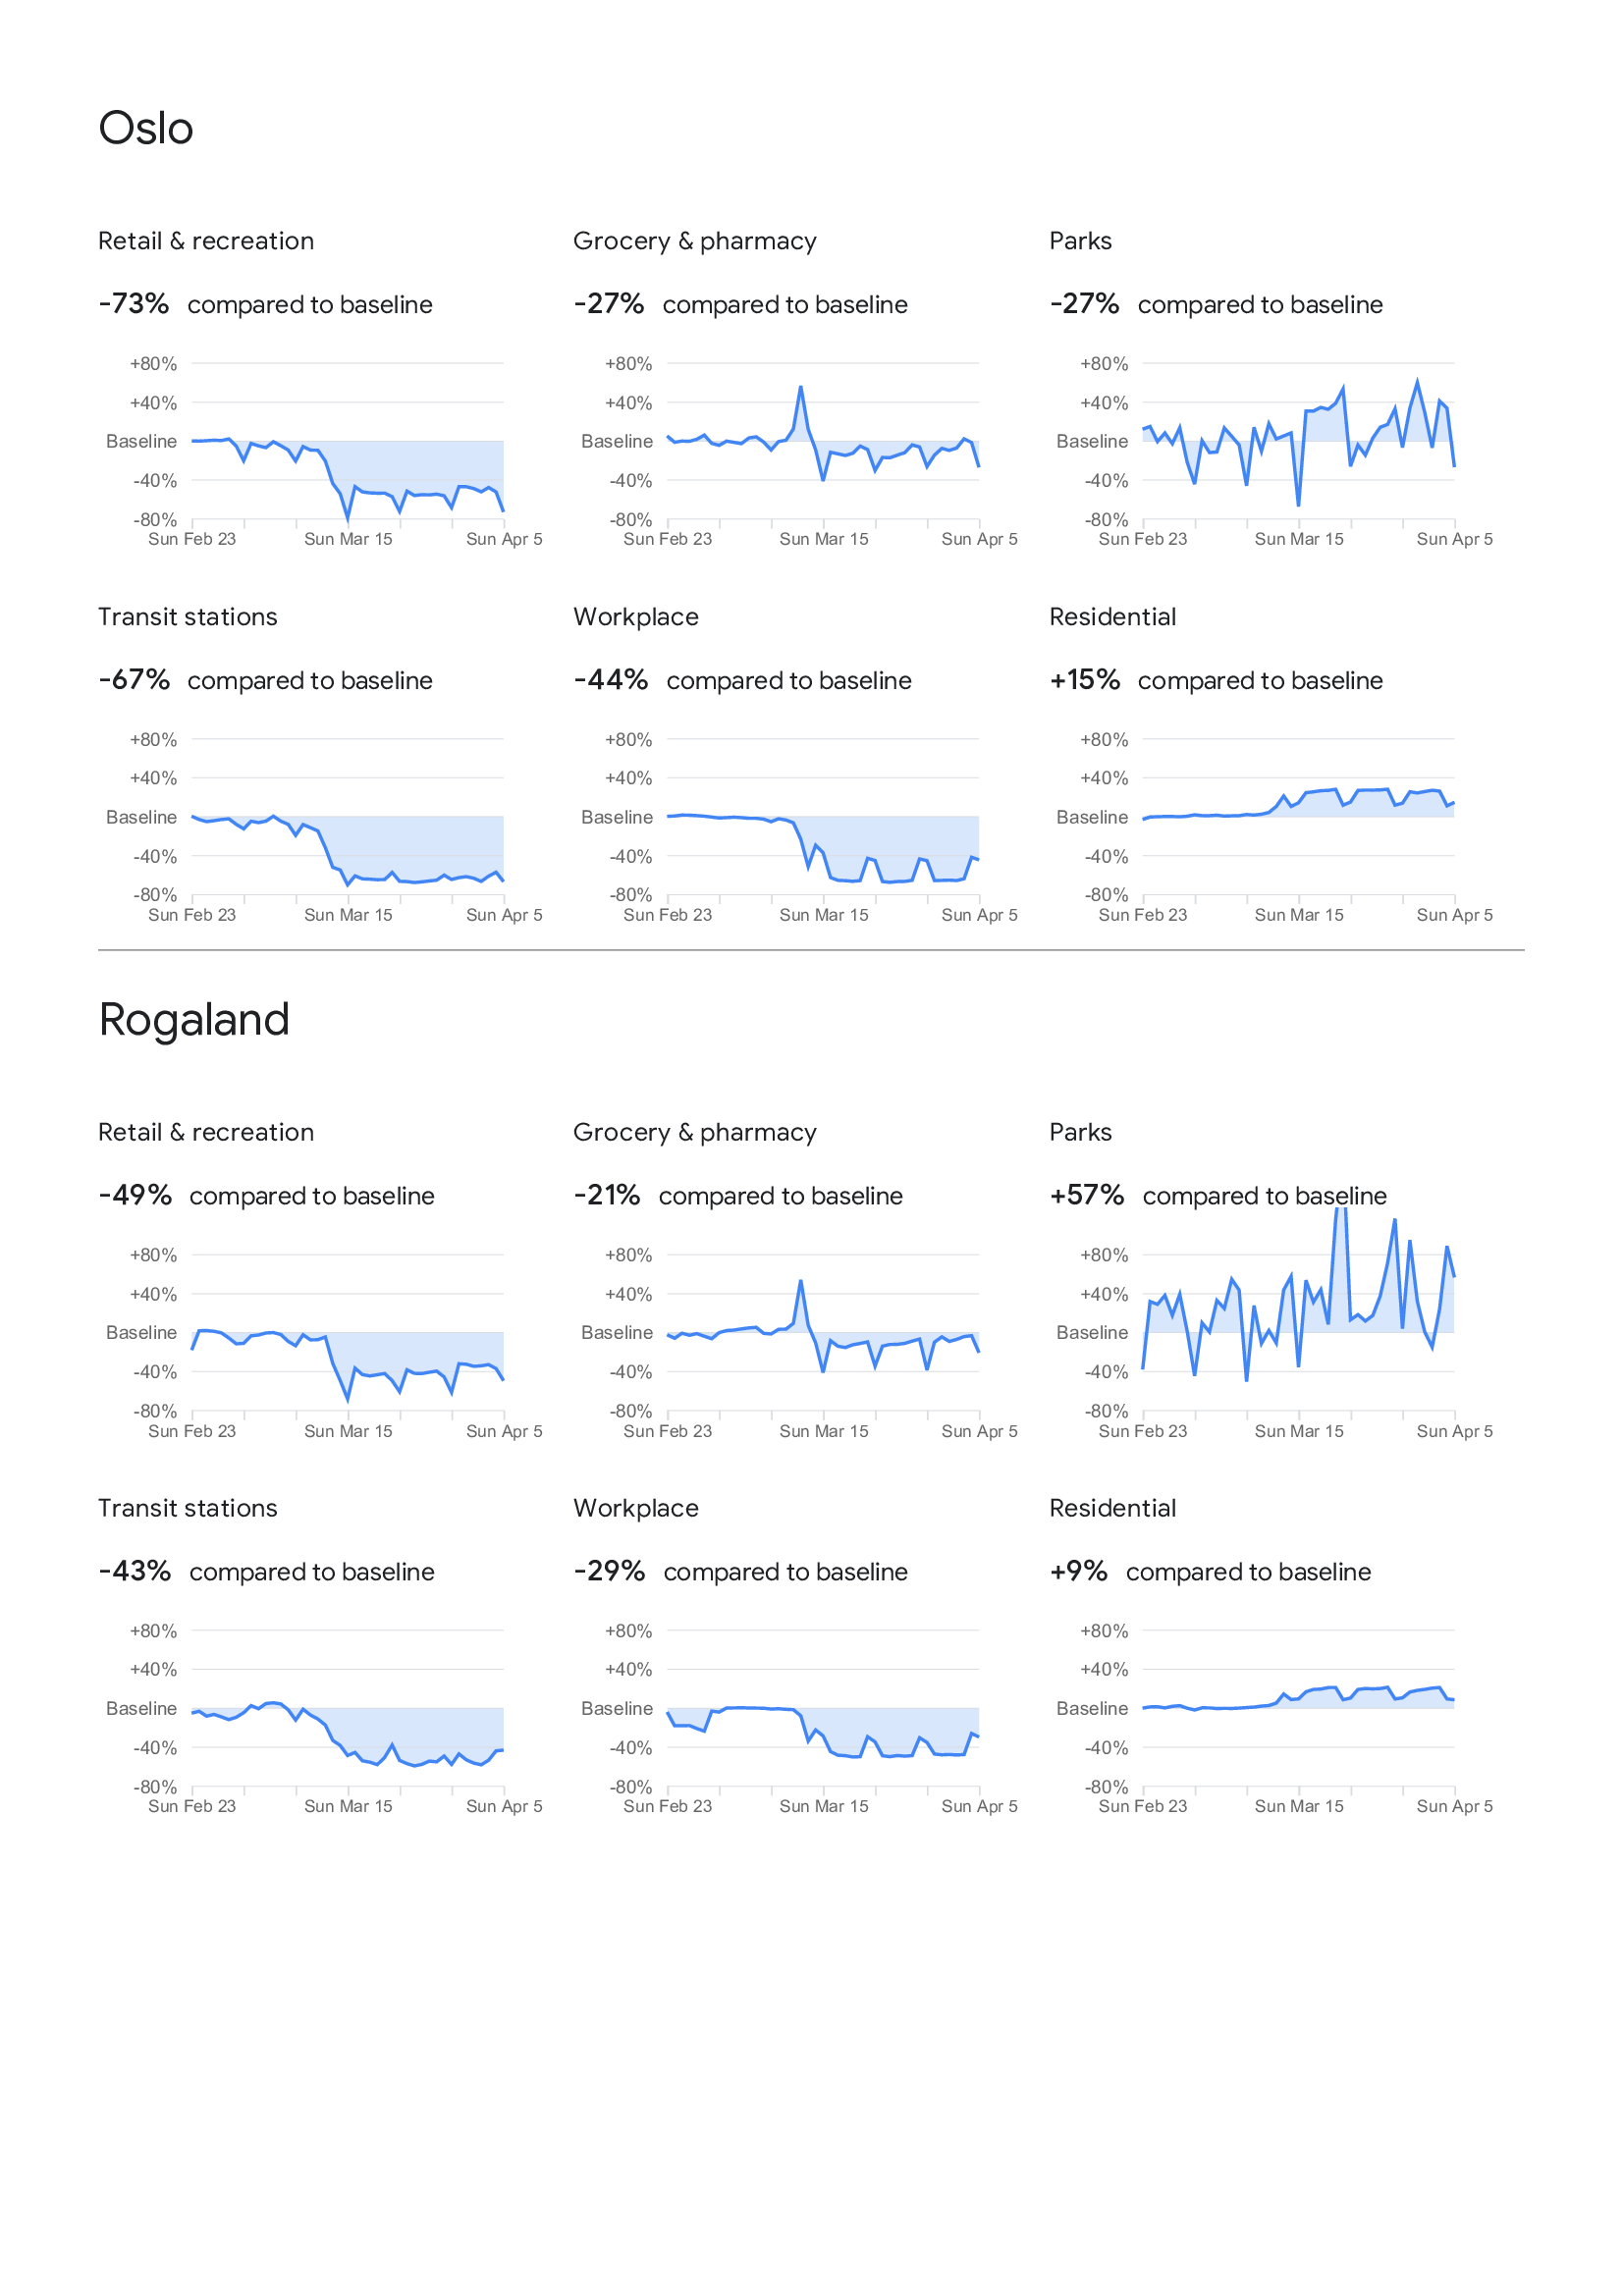 Oslo
Retail & recreation
Grocery & pharmacy
Parks
-73% compared to baseline
-27% compared to baseline
-27% compared to baseline
+80%
+40%
Baseline
-40%
-80%
Sun Feb 23
Sun Mar 15
Sun Apr 5
+80%
+40%
Baseline
-40%
-80%
Sun Feb 23
Sun Mar 15
Sun Apr 5
+80%
+40%
Baseline
-40%
-80%
Sun Feb 23
Sun Mar 15
Sun Apr 5
Transit stations
Workplace
Residential
-67% compared to baseline
-44% compared to baseline
+15% compared to baseline
+80%
+40%
Baseline
-40%
-80%
Sun Feb 23
Sun Mar 15
Sun Apr 5
+80%
+40%
Baseline
-40%
-80%
Sun Feb 23
Sun Mar 15
Sun Apr 5
+80%
+40%
Baseline
-40%
-80%
Sun Feb 23
Sun Mar 15
Sun Apr 5
Rogaland
Retail & recreation
Grocery & pharmacy
Parks
-49% compared to baseline
-21% compared to baseline
+57% compared to baseline
+80%
+40%
Baseline
-40%
-80%
Sun Feb 23
Sun Mar 15
Sun Apr 5
+80%
+40%
Baseline
-40%
-80%
Sun Feb 23
Sun Mar 15
Sun Apr 5
+80%
+40%
Baseline
-40%
-80%
Sun Feb 23
Sun Mar 15
Sun Apr 5
Transit stations
Workplace
Residential
-43% compared to baseline
-29% compared to baseline
+9% compared to baseline
+80%
+40%
Baseline
-40%
-80%
Sun Feb 23
Sun Mar 15
Sun Apr 5
+80%
+40%
Baseline
-40%
-80%
Sun Feb 23
Sun Mar 15
Sun Apr 5
+80%
+40%
Baseline
-40%
-80%
Sun Feb 23
Sun Mar 15
Sun Apr 5